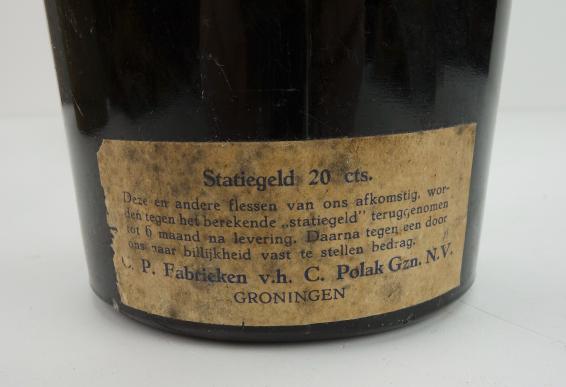 Statiegeld 20 cts.
Deze en andere flessen van ons afkomstig, wor-
den tegen het berekende „statiegeld" teruggenomen
tot 6 maand na levering. Daarna tegen een door
ons naar billijkheid vast te stellen bedrag.
C. P. Fabrieken v.h. C. Polak Gzn. N.V.
GRONINGEN